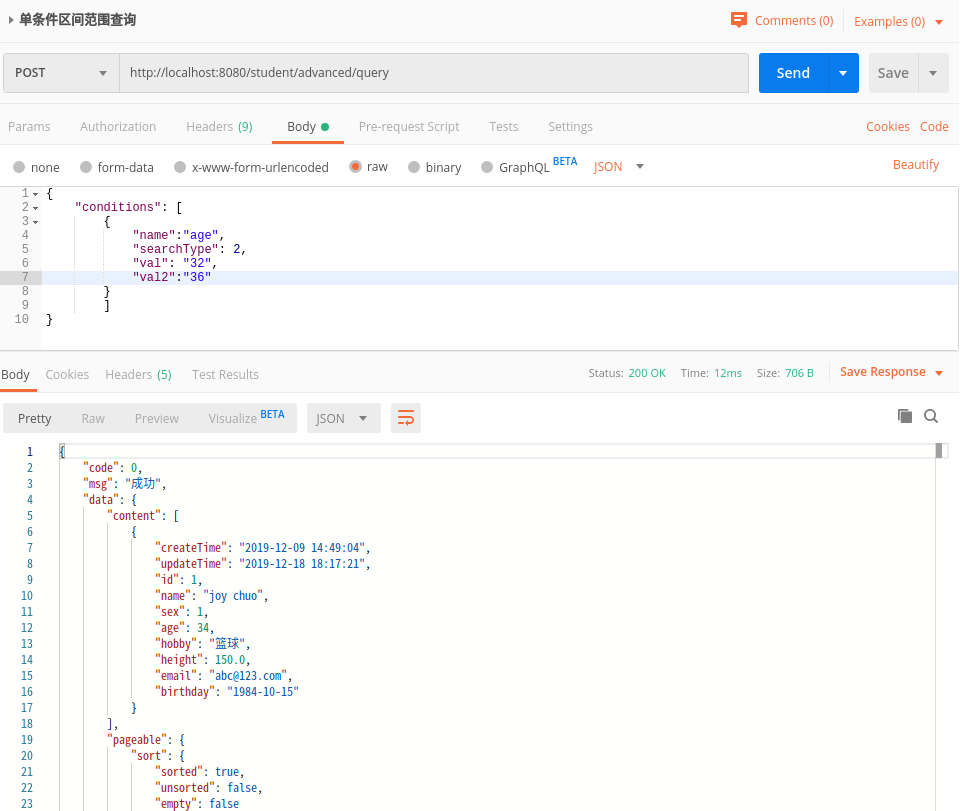 单条件区间范围查询 Comments (0) Examples (0)
POST http://localhost:8080/student/advanced/query Send Save
Params Authorization Headers (9) Body Pre-request Script Tests Settings Cookies Code
none form-data x-www-form-urlencoded raw binary GraphQL BETA JSON Beautify
1 {
2 "conditions": [
3 {
4 "name":"age",
5 "searchType": 2,
6 "val": "32",
7 "val2":"36"
8 }
9 ]
10 }
Body Cookies Headers (5) Test Results Status: 200 OK Time: 12ms Size: 706 B Save Response
Pretty Raw Preview Visualize BETA JSON
1 {
2 "code": 0,
3 "msg": "成功",
4 "data": {
5 "content": [
6 {
7 "createTime": "2019-12-09 14:49:04",
8 "updateTime": "2019-12-18 18:17:21",
9 "id": 1,
10 "name": "joy chuo",
11 "sex": 1,
12 "age": 34,
13 "hobby": "篮球",
14 "height": 150.0,
15 "email": "abc@123.com",
16 "birthday": "1984-10-15"
17 }
18 ],
19 "pageable": {
20 "sort": {
21 "sorted": true,
22 "unsorted": false,
23 "empty": false